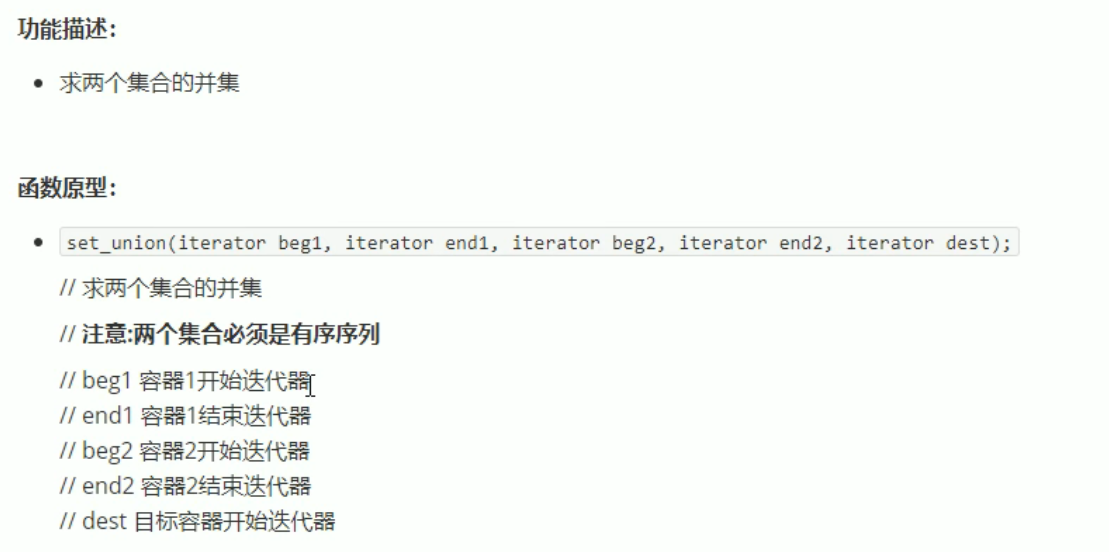 功能描述：
求两个集合的并集
函数原型：
set_union(iterator beg1, iterator end1, iterator beg2, iterator end2, iterator dest);
// 求两个集合的并集
// 注意:两个集合必须是有序序列
// beg1 容器1开始迭代器
// end1 容器1结束迭代器
// beg2 容器2开始迭代器
// end2 容器2结束迭代器
// dest 目标容器开始迭代器